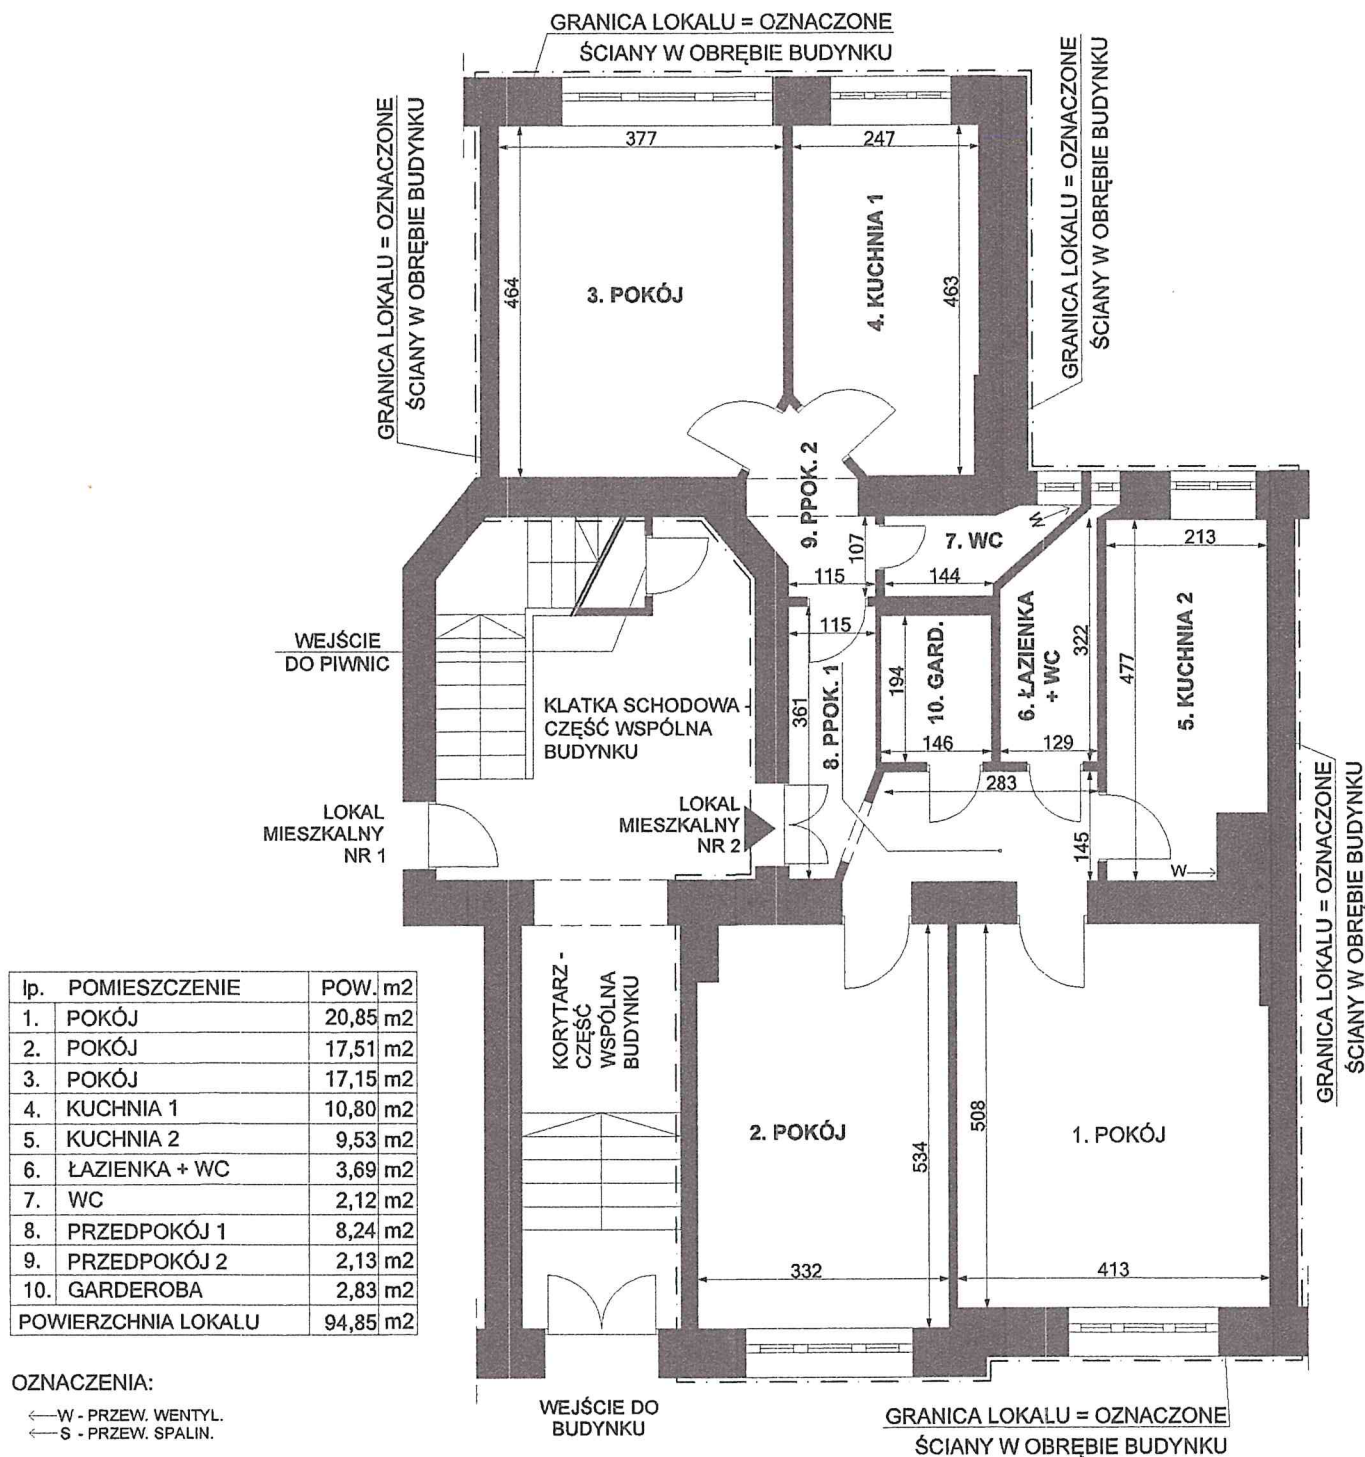 GRANICA LOKALU = OZNACZONE
ŚCIANY W OBRĘBIE BUDYNKU
GRANICA LOKALU = OZNACZONE
ŚCIANY W OBRĘBIE BUDYNKU
GRANICA LOKALU = OZNACZONE
ŚCIANY W OBRĘBIE BUDYNKU
377
247
464
3. POKÓJ
4. KUCHNIA 1
463
9. PPOK. 2
107
115
7. WC
W
144
213
WEJŚCIE
DO PIWNIC
115
361
8. PPOK. 1
194
10. GARD.
146
6. ŁAZIENKA
+ WC
322
129
477
5. KUCHNIA 2
283
145
W
KLATKA SCHODOWA -
CZĘŚĆ WSPÓLNA
BUDYNKU
LOKAL
MIESZKALNY
NR 1
LOKAL
MIESZKALNY
NR 2
GRANICA LOKALU = OZNACZONE
ŚCIANY W OBRĘBIE BUDYNKU
KORYTARZ -
CZĘŚĆ
WSPÓLNA
BUDYNKU
2. POKÓJ
534
332
508
1. POKÓJ
413
lp. POMIESZCZENIE POW. m2
1. POKÓJ 20,85 m2
2. POKÓJ 17,51 m2
3. POKÓJ 17,15 m2
4. KUCHNIA 1 10,80 m2
5. KUCHNIA 2 9,53 m2
6. ŁAZIENKA + WC 3,69 m2
7. WC 2,12 m2
8. PRZEDPOKÓJ 1 8,24 m2
9. PRZEDPOKÓJ 2 2,13 m2
10. GARDEROBA 2,83 m2
POWIERZCHNIA LOKALU 94,85 m2
OZNACZENIA:
←W - PRZEW. WENTYL.
←S - PRZEW. SPALIN.
WEJŚCIE DO
BUDYNKU
GRANICA LOKALU = OZNACZONE
ŚCIANY W OBRĘBIE BUDYNKU